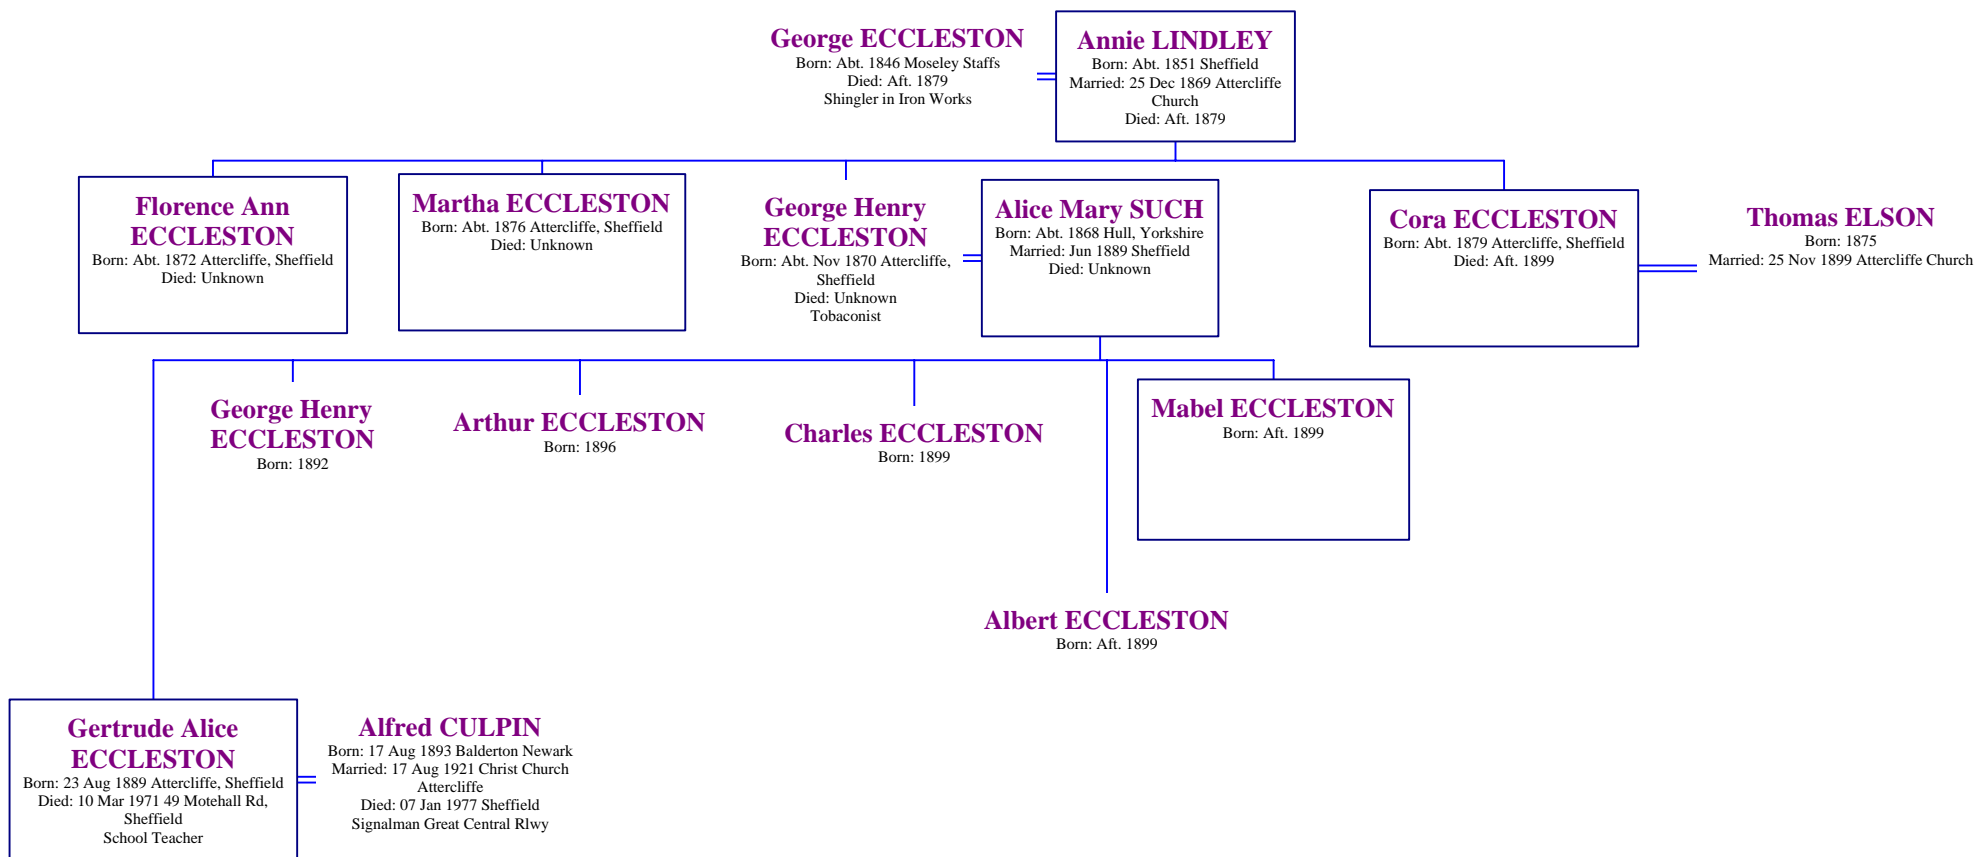 George ECCLESTON
Born: Abt. 1846 Moseley Staffs
Died: Aft. 1879
Shingler in Iron Works
Annie LINDLEY
Born: Abt. 1851 Sheffield
Married: 25 Dec 1869 Attercliffe
Church
Died: Aft. 1879
Florence Ann
ECCLESTON
Born: Abt. 1872 Attercliffe, Sheffield
Died: Unknown
Martha ECCLESTON
Born: Abt. 1876 Attercliffe, Sheffield
Died: Unknown
George Henry
ECCLESTON
Born: Abt. Nov 1870 Attercliffe,
Sheffield
Died: Unknown
Tobaconist
Alice Mary SUCH
Born: Abt. 1868 Hull, Yorkshire
Married: Jun 1889 Sheffield
Died: Unknown
Cora ECCLESTON
Born: Abt. 1879 Attercliffe, Sheffield
Died: Aft. 1899
Thomas ELSON
Born: 1875
Married: 25 Nov 1899 Attercliffe Church
George Henry
ECCLESTON
Born: 1892
Arthur ECCLESTON
Born: 1896
Charles ECCLESTON
Born: 1899
Mabel ECCLESTON
Born: Aft. 1899
Albert ECCLESTON
Born: Aft. 1899
Gertrude Alice
ECCLESTON
Born: 23 Aug 1889 Attercliffe, Sheffield
Died: 10 Mar 1971 49 Motehall Rd,
Sheffield
School Teacher
Alfred CULPIN
Born: 17 Aug 1893 Balderton Newark
Married: 17 Aug 1921 Christ Church
Attercliffe
Died: 07 Jan 1977 Sheffield
Signalman Great Central Rlwy